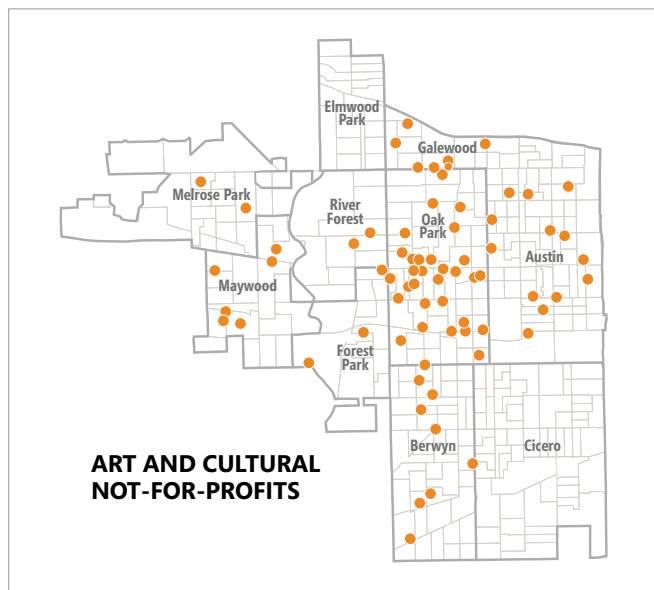 Elmwood
Park
Galewood
Melrose Park
River
Forest
Oak
Park
Austin
Maywood
Forest
Park
Berwyn
Cicero
ART AND CULTURAL
NOT-FOR-PROFITS